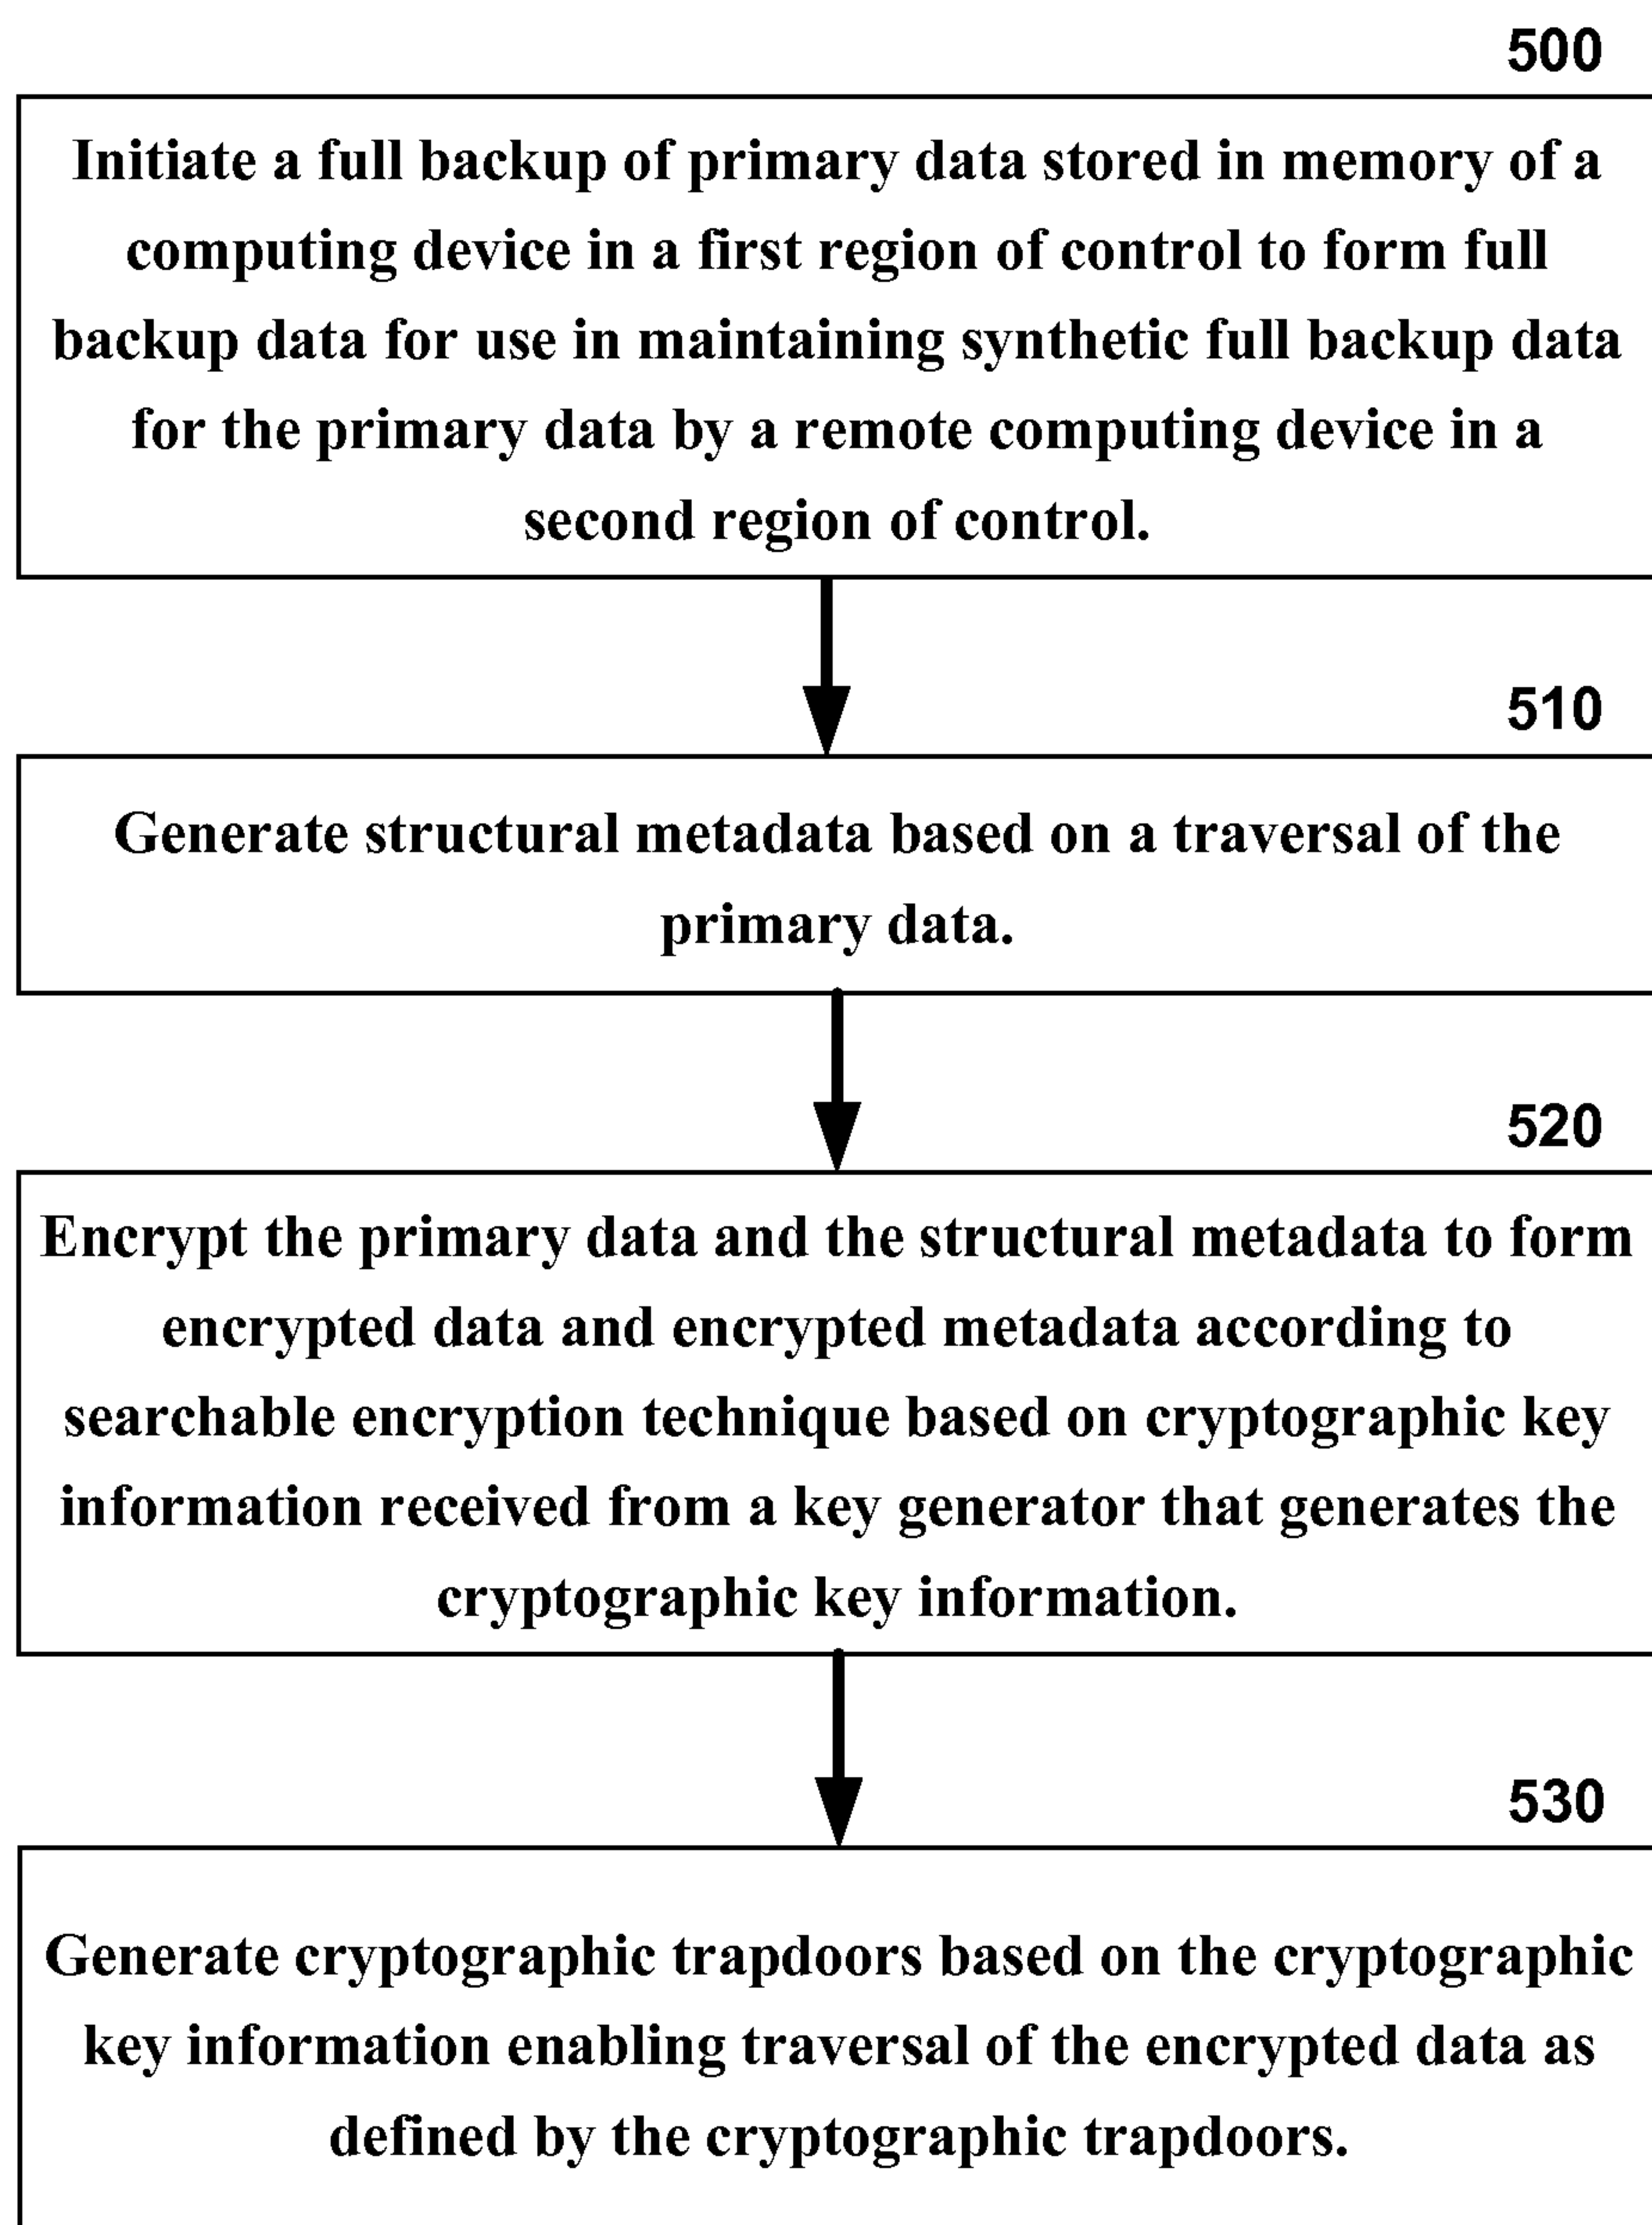 500
Initiate a full backup of primary data stored in memory of a
computing device in a first region of control to form full
backup data for use in maintaining synthetic full backup data
for the primary data by a remote computing device in a
second region of control.
510
Generate structural metadata based on a traversal of the
primary data.
520
Encrypt the primary data and the structural metadata to form
encrypted data and encrypted metadata according to
searchable encryption technique based on cryptographic key
information received from a key generator that generates the
cryptographic key information.
530
Generate cryptographic trapdoors based on the cryptographic
key information enabling traversal of the encrypted data as
defined by the cryptographic trapdoors.